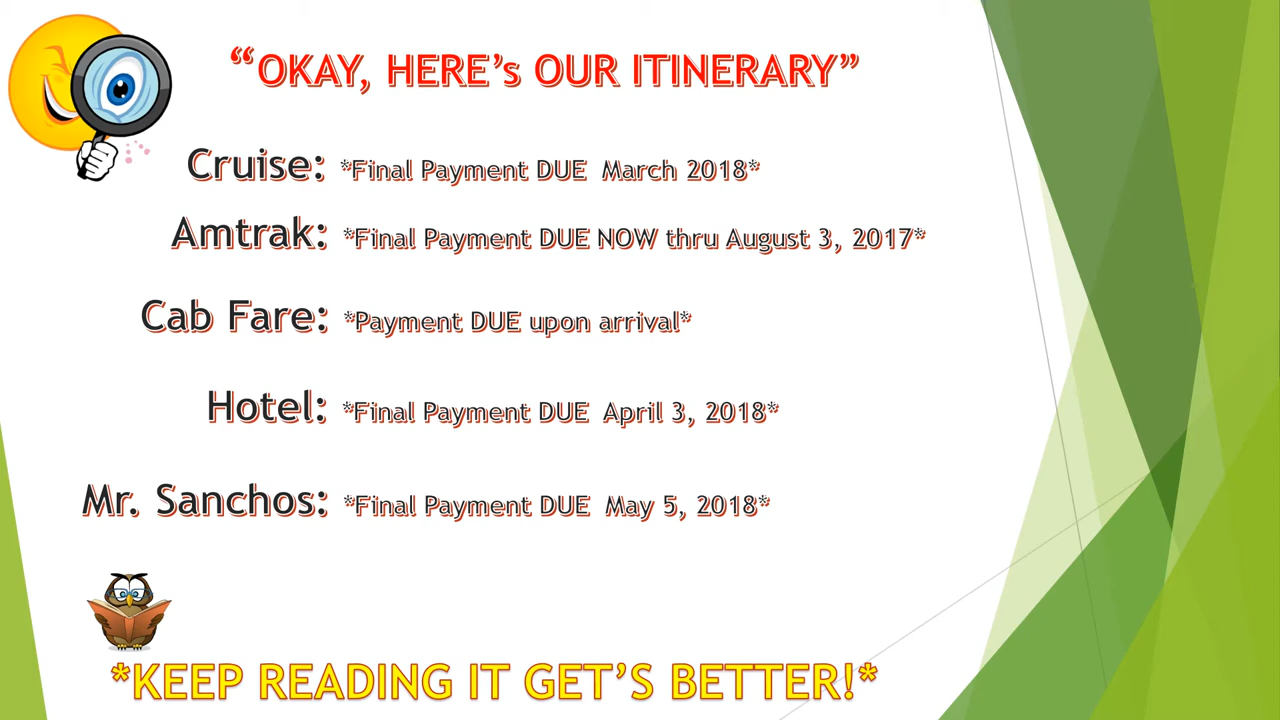 “OKAY, HERE’s OUR ITINERARY”
Cruise: *Final Payment DUE March 2018*
Amtrak: *Final Payment DUE NOW thru August 3, 2017*
Cab Fare: *Payment DUE upon arrival*
Hotel: *Final Payment DUE April 3, 2018*
Mr. Sanchos: *Final Payment DUE May 5, 2018*
*KEEP READING IT GET’S BETTER!*